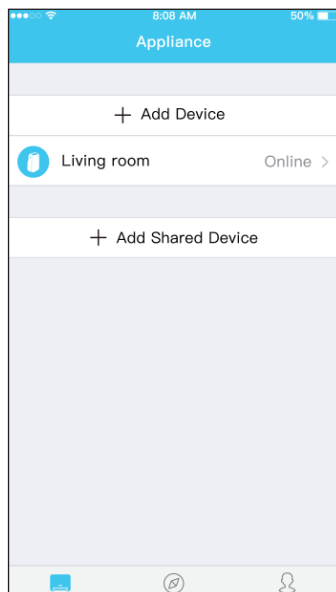 8:08 AM 50%
Appliance
+ Add Device
Living room Online >
+ Add Shared Device